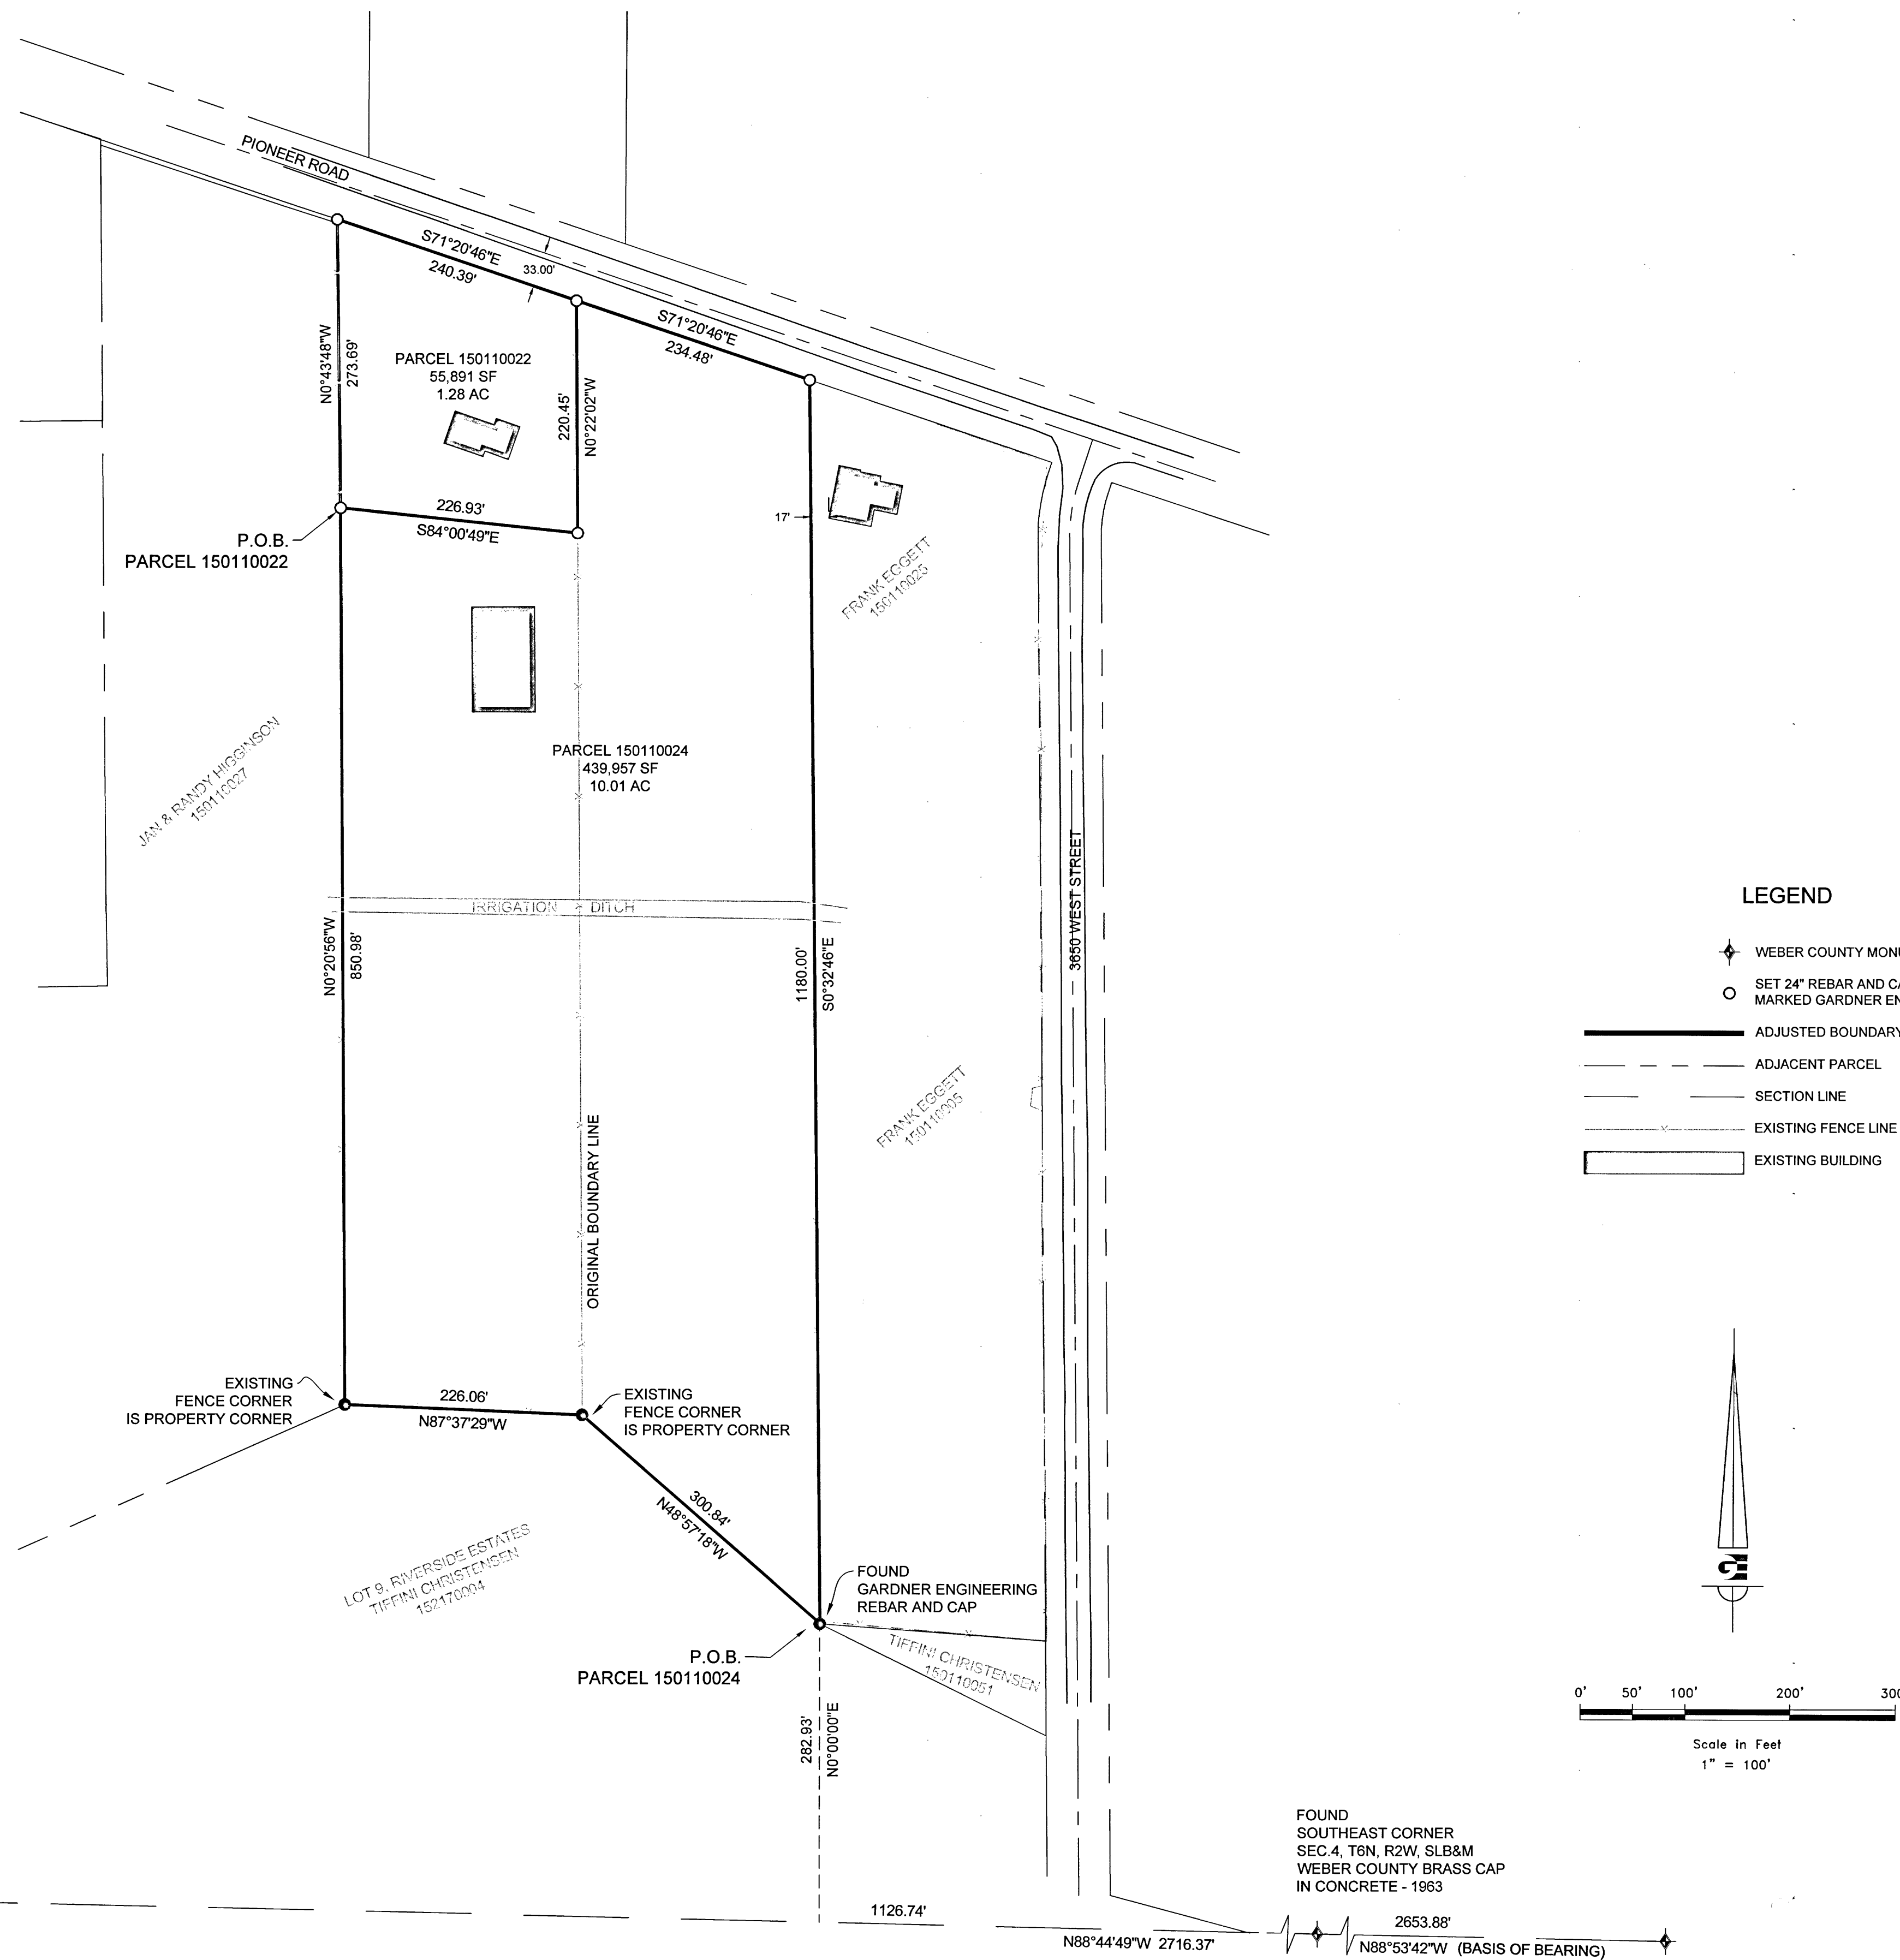 PIONEER ROAD
S71°20'46"E
240.39'
33.00'
S71°20'46"E
234.48'
N0°43'48"W
273.69'
PARCEL 150110022
55,891 SF
1.28 AC
220.45'
N0°22'02"W
226.93'
S84°00'49"E
P.O.B.
PARCEL 150110022
17'
FRANK EGGETT
150110025
JAN & RANDY HIGGINSON
150110027
PARCEL 150110024
439,957 SF
10.01 AC
3650 WEST STREET
IRRIGATION DITCH
N0°20'56"W
850.98'
1180.00'
S0°32'46"E
FRANK EGGETT
150110005
ORIGINAL BOUNDARY LINE
LEGEND
WEBER COUNTY MONU
SET 24" REBAR AND CA
MARKED GARDNER EN
ADJUSTED BOUNDARY
ADJACENT PARCEL
SECTION LINE
EXISTING FENCE LINE
EXISTING BUILDING
EXISTING
FENCE CORNER
IS PROPERTY CORNER
226.06'
N87°37'29"W
EXISTING
FENCE CORNER
IS PROPERTY CORNER
300.84'
N48°57'18"W
LOT 9, RIVERSIDE ESTATES
TIFFINI CHRISTENSEN
152170004
FOUND
GARDNER ENGINEERING
REBAR AND CAP
P.O.B.
PARCEL 150110024
TIFFINI CHRISTENSEN
150110051
282.93'
N0°00'00"E
GE
0' 50' 100' 200' 300
Scale in Feet
1" = 100'
FOUND
SOUTHEAST CORNER
SEC.4, T6N, R2W, SLB&M
WEBER COUNTY BRASS CAP
IN CONCRETE - 1963
1126.74'
N88°44'49"W 2716.37'
2653.88'
N88°53'42"W (BASIS OF BEARING)